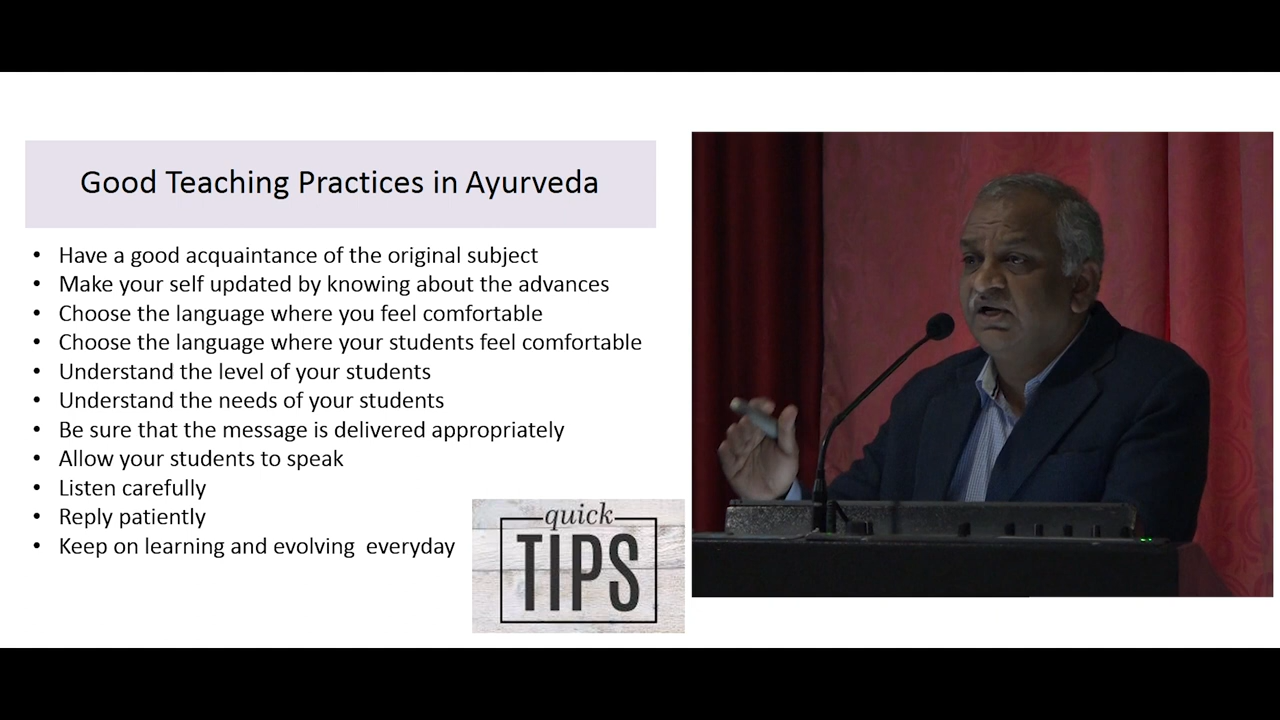 Good Teaching Practices in Ayurveda
• Have a good acquaintance of the original subject
• Make your self updated by knowing about the advances
• Choose the language where you feel comfortable
• Choose the language where your students feel comfortable
• Understand the level of your students
• Understand the needs of your students
• Be sure that the message is delivered appropriately
• Allow your students to speak
• Listen carefully
• Reply patiently
• Keep on learning and evolving  everyday
quick
TIPS